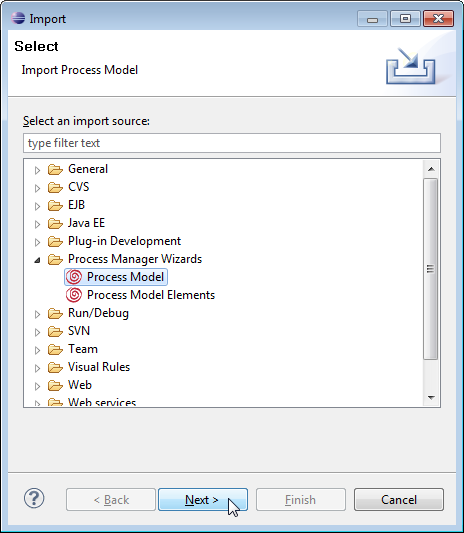 Import
Select
Import Process Model
Select an import source:
type filter text
General
CVS
EJB
Java EE
Plug-in Development
Process Manager Wizards
Process Model
Process Model Elements
Run/Debug
SVN
Team
Visual Rules
Web
Web services
? < Back Next > Finish Cancel